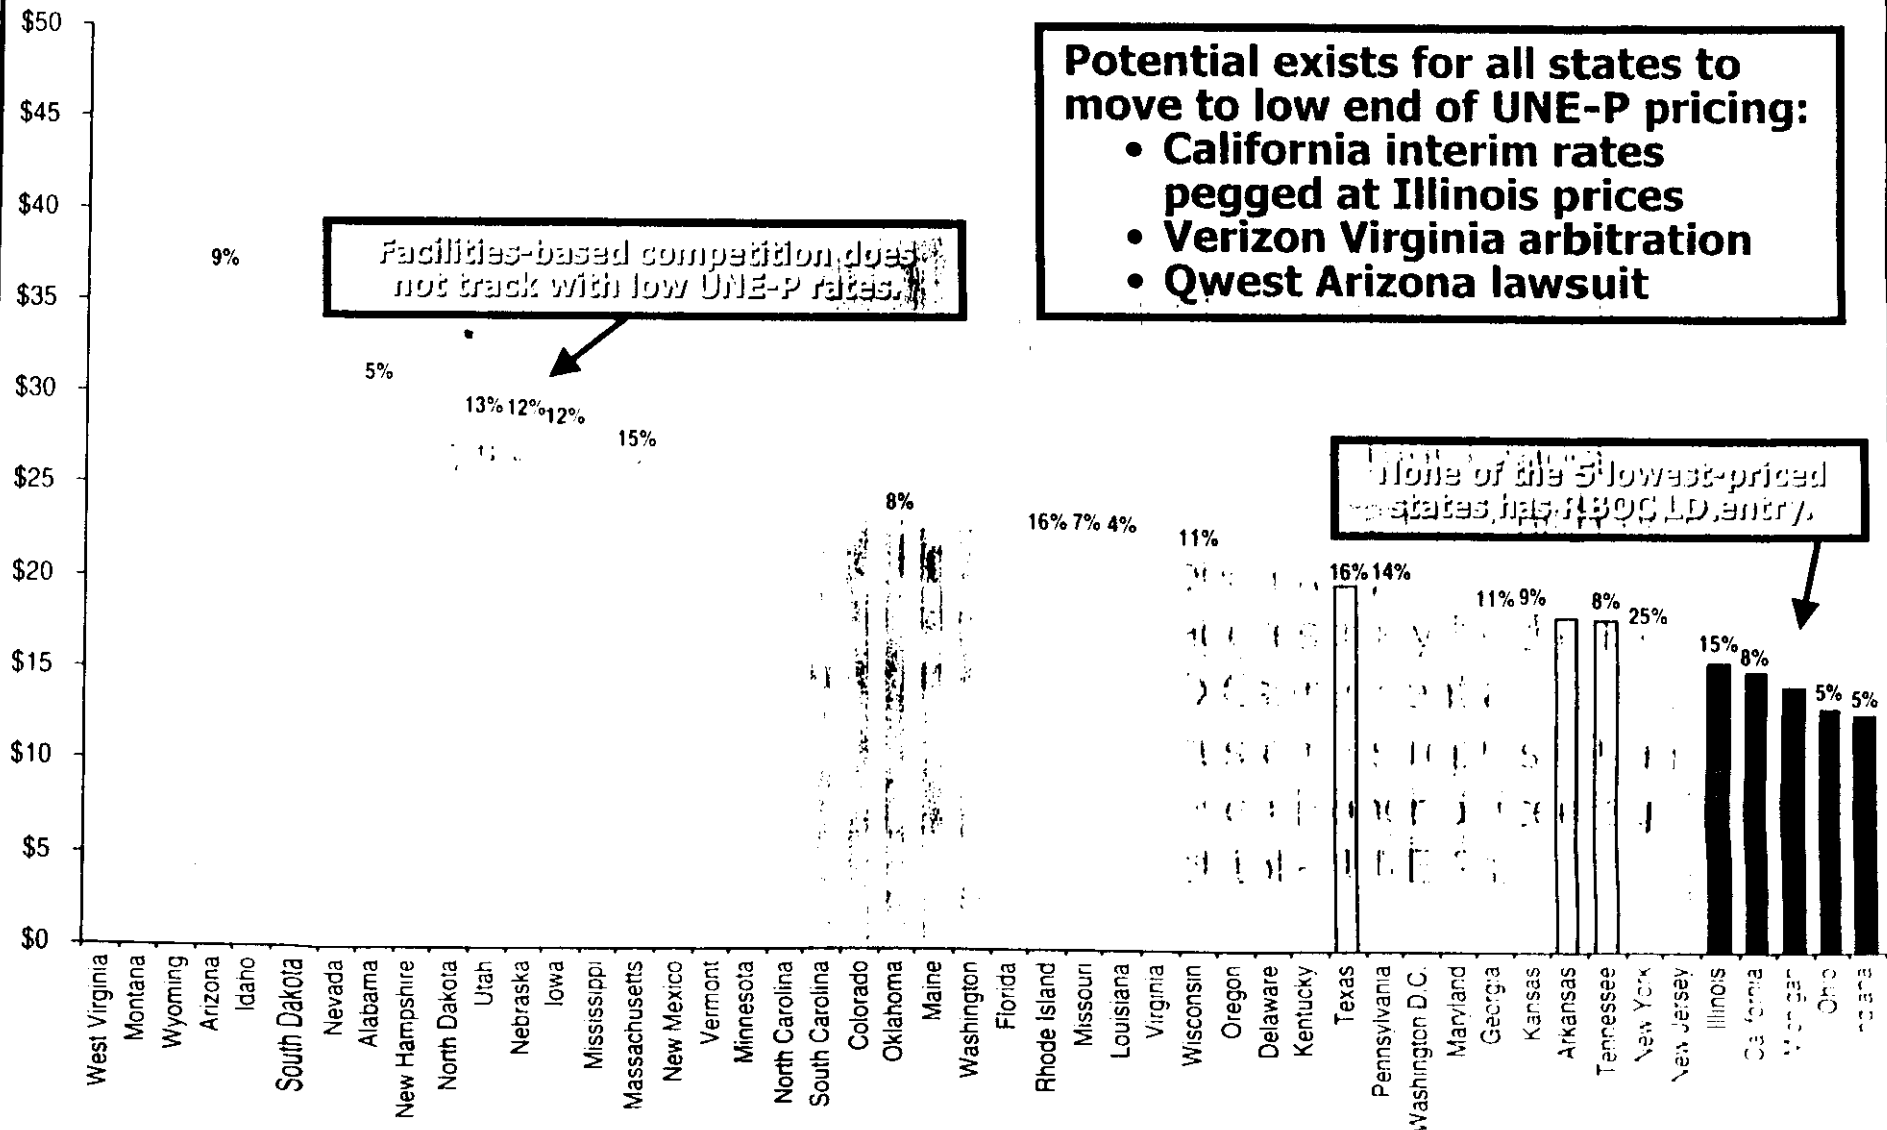 $50
$45
$40
$35
$30
$25
$20
$15
$10
$5
$0
Potential exists for all states to
move to low end of UNE-P pricing:
• California interim rates
pegged at Illinois prices
• Verizon Virginia arbitration
• Qwest Arizona lawsuit
Facilities-based competition does
not track with low UNE-P rates.
None of the 5 lowest-priced
states has RBOC LD entry.
9%
5%
13%
12%
12%
15%
8%
16%
7%
4%
11%
16%
14%
11%
9%
8%
25%
15%
8%
5%
5%
West Virginia
Montana
Wyoming
Arizona
Idaho
South Dakota
Nevada
Alabama
New Hampshire
North Dakota
Utah
Nebraska
Iowa
Mississippi
Massachusetts
New Mexico
Vermont
Minnesota
North Carolina
South Carolina
Colorado
Oklahoma
Maine
Washington
Florida
Rhode Island
Missouri
Louisiana
Virginia
Wisconsin
Oregon
Delaware
Kentucky
Texas
Pennsylvania
Washington D.C.
Maryland
Georgia
Kansas
Arkansas
Tennessee
New York
New Jersey
Illinois
California
Michigan
Ohio
Indiana